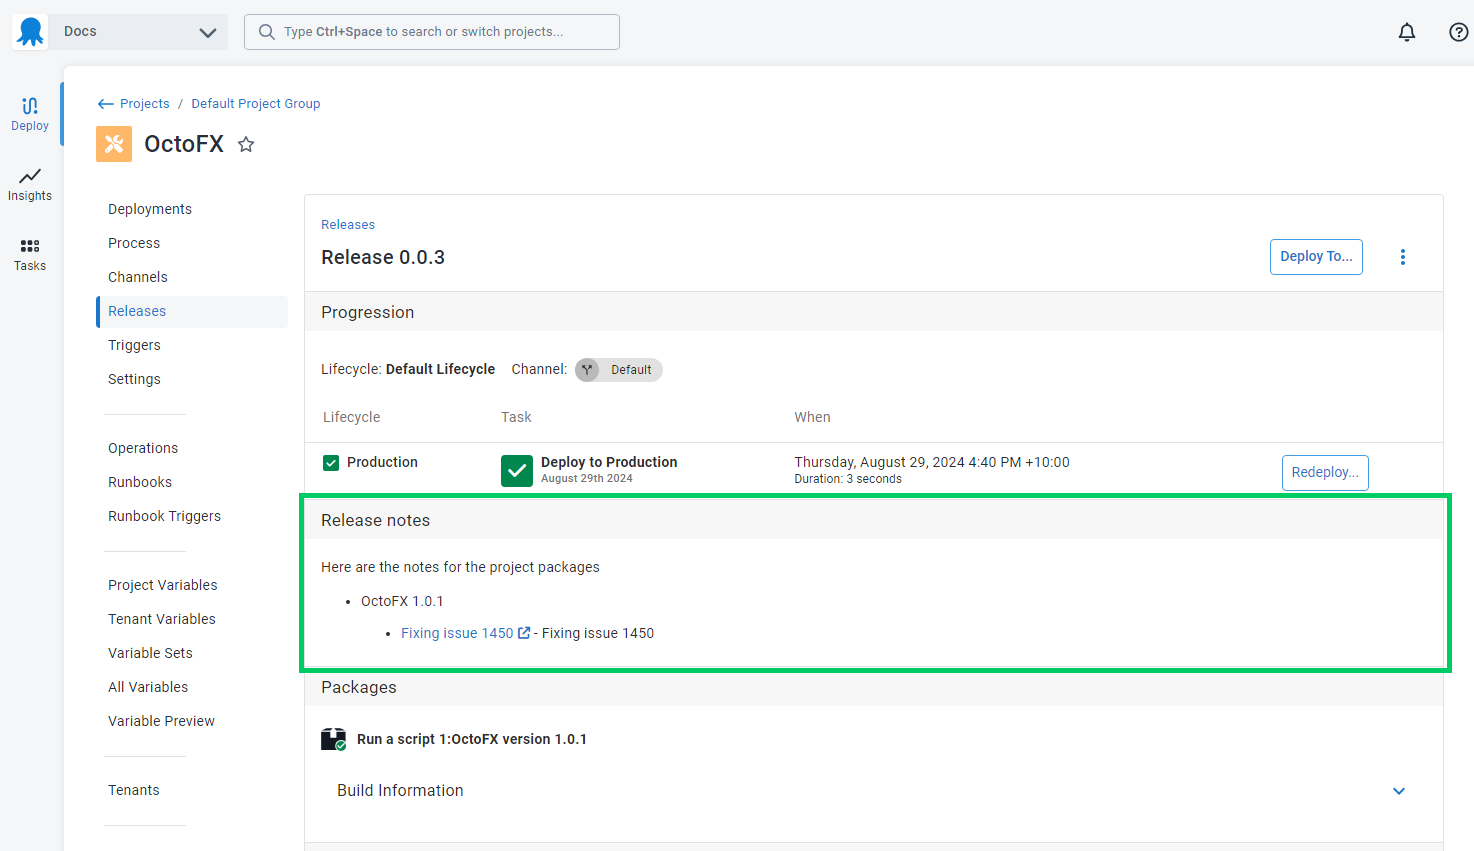 Docs
Type Ctrl+Space to search or switch projects...
Deploy
Insights
Tasks
Projects / Default Project Group
OctoFX
Deployments
Process
Channels
Releases
Triggers
Settings
Operations
Runbooks
Runbook Triggers
Project Variables
Tenant Variables
Variable Sets
All Variables
Variable Preview
Tenants
Releases
Release 0.0.3
Deploy To...
Progression
Lifecycle: Default Lifecycle Channel: Default
Lifecycle Task When
Production Deploy to Production Thursday, August 29, 2024 4:40 PM +10:00
August 29th 2024 Duration: 3 seconds
Redeploy...
Release notes
Here are the notes for the project packages
• OctoFX 1.0.1
• Fixing issue 1450 - Fixing issue 1450
Packages
Run a script 1:OctoFX version 1.0.1
Build Information